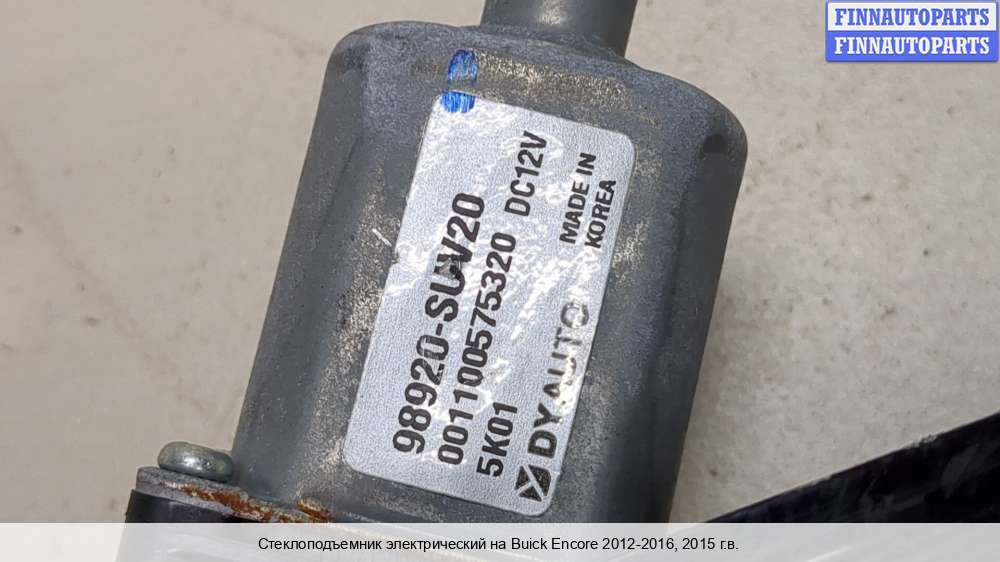 FINNAUTOPARTS
FINNAUTOPARTS
98920-SUV20
001100575320 DC12V
5K01
DY AUTO
MADE IN
KOREA
Стеклоподъемник электрический на Buick Encore 2012-2016, 2015 г.в.